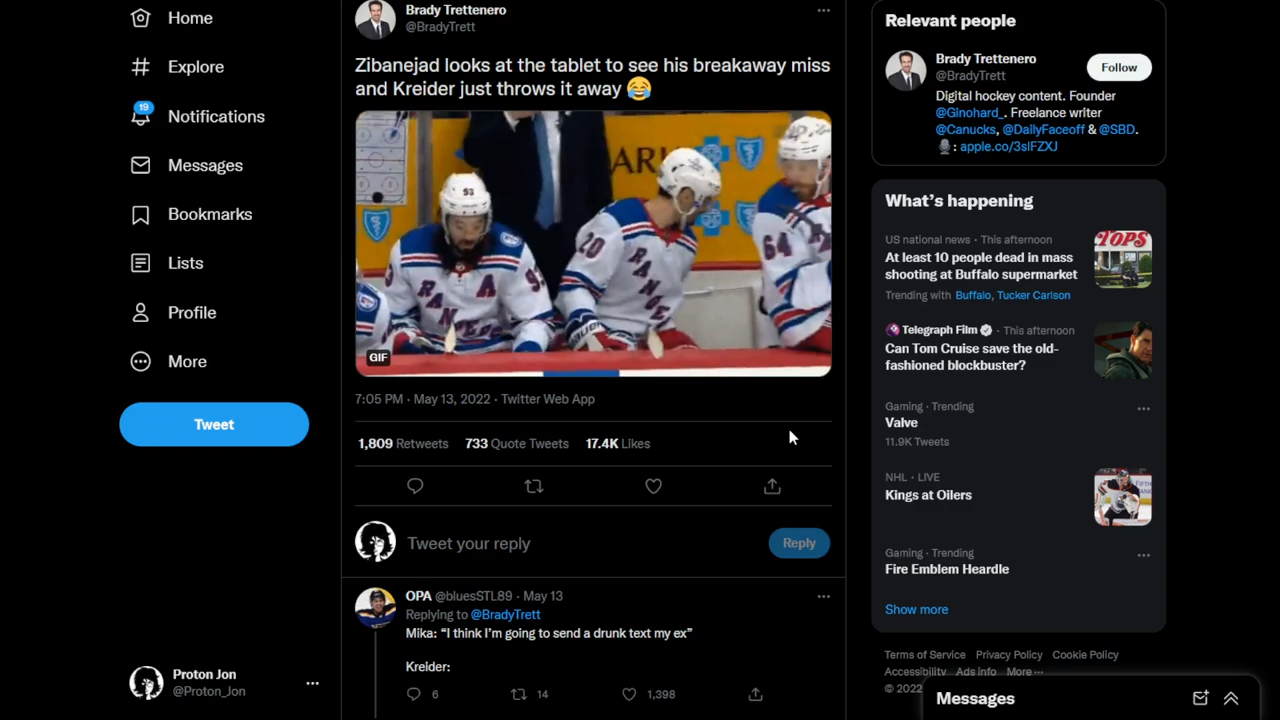 Home
Explore
19
Notifications
Messages
Bookmarks
Lists
Profile
More
Tweet
Proton Jon
@Proton_Jon
Brady Trettenero
@BradyTrett
Zibanejad looks at the tablet to see his breakaway miss
and Kreider just throws it away 😂
93
20
64
A
93
RANGE
GIF
7:05 PM · May 13, 2022 · Twitter Web App
1,809 Retweets 733 Quote Tweets 17.4K Likes
Tweet your reply
Reply
OPA @bluesSTL89 · May 13
Replying to @BradyTrett
Mika: “I think I’m going to send a drunk text my ex”
Kreider:
6 14 1,398
Relevant people
Brady Trettenero
@BradyTrett
Follow
Digital hockey content. Founder
@Ginohard_. Freelance writer
@Canucks, @DailyFaceoff & @SBD.
🎙️: apple.co/3slFZXJ
What’s happening
US national news · This afternoon
At least 10 people dead in mass
shooting at Buffalo supermarket
Trending with Buffalo, Tucker Carlson
TOPS
Telegraph Film · This afternoon
Can Tom Cruise save the old-
fashioned blockbuster?
Gaming · Trending
Valve
11.9K Tweets
NHL · LIVE
Kings at Oilers
Gaming · Trending
Fire Emblem Heardle
Show more
Terms of Service Privacy Policy Cookie Policy
Accessibility Ads info More ···
© 2022
Messages